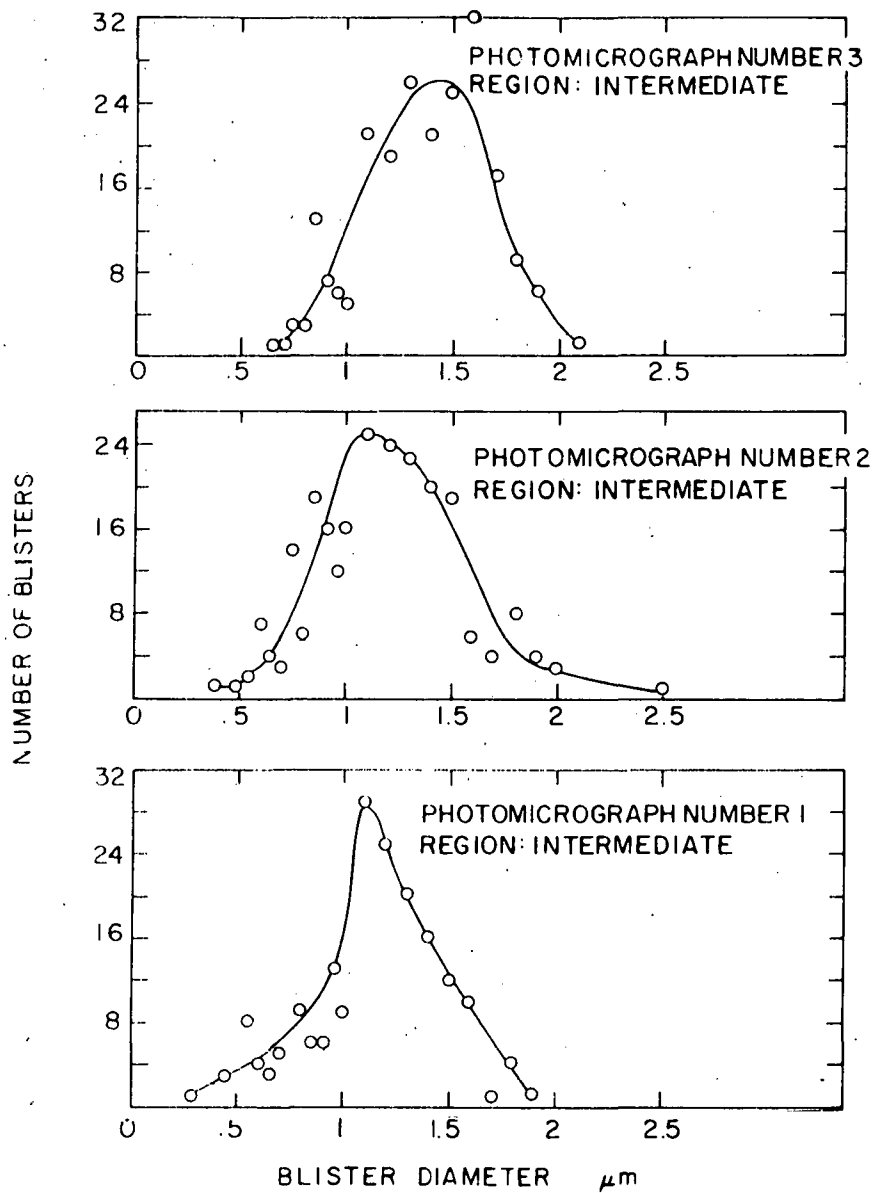 32
PHOTOMICROGRAPH NUMBER 3
REGION: INTERMEDIATE
24
16
8
0 .5 1 1.5 2 2.5
24
PHOTOMICROGRAPH NUMBER 2
REGION: INTERMEDIATE
16
8
0 .5 1 1.5 2 2.5
NUMBER OF BLISTERS
32
PHOTOMICROGRAPH NUMBER 1
REGION: INTERMEDIATE
24
16
8
0 .5 1 1.5 2 2.5
BLISTER DIAMETER μm